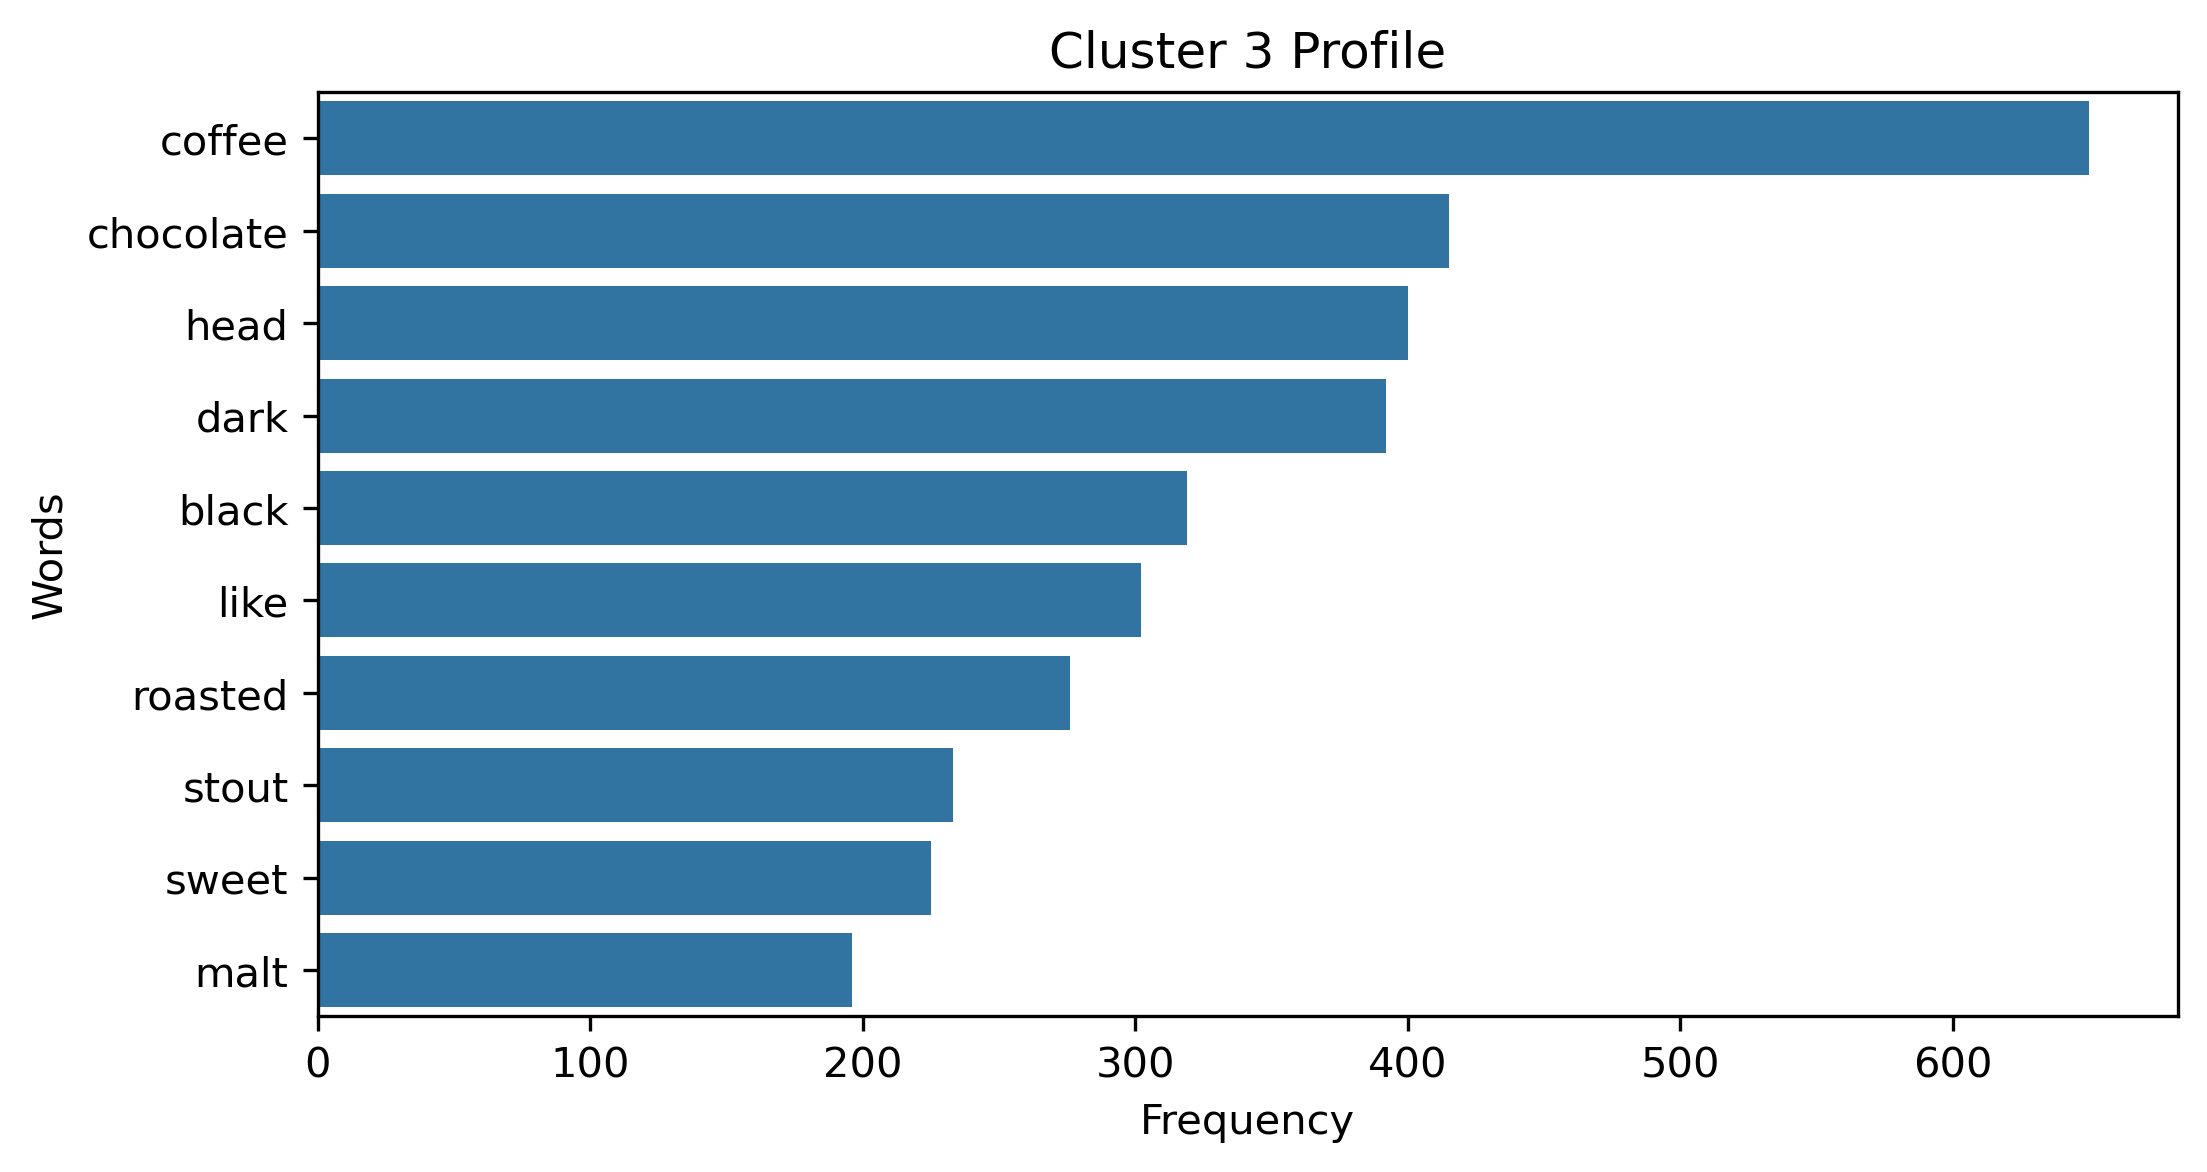 Cluster 3 Profile
coffee
chocolate
head
dark
black
like
roasted
stout
sweet
malt
Words
0 100 200 300 400 500 600
Frequency